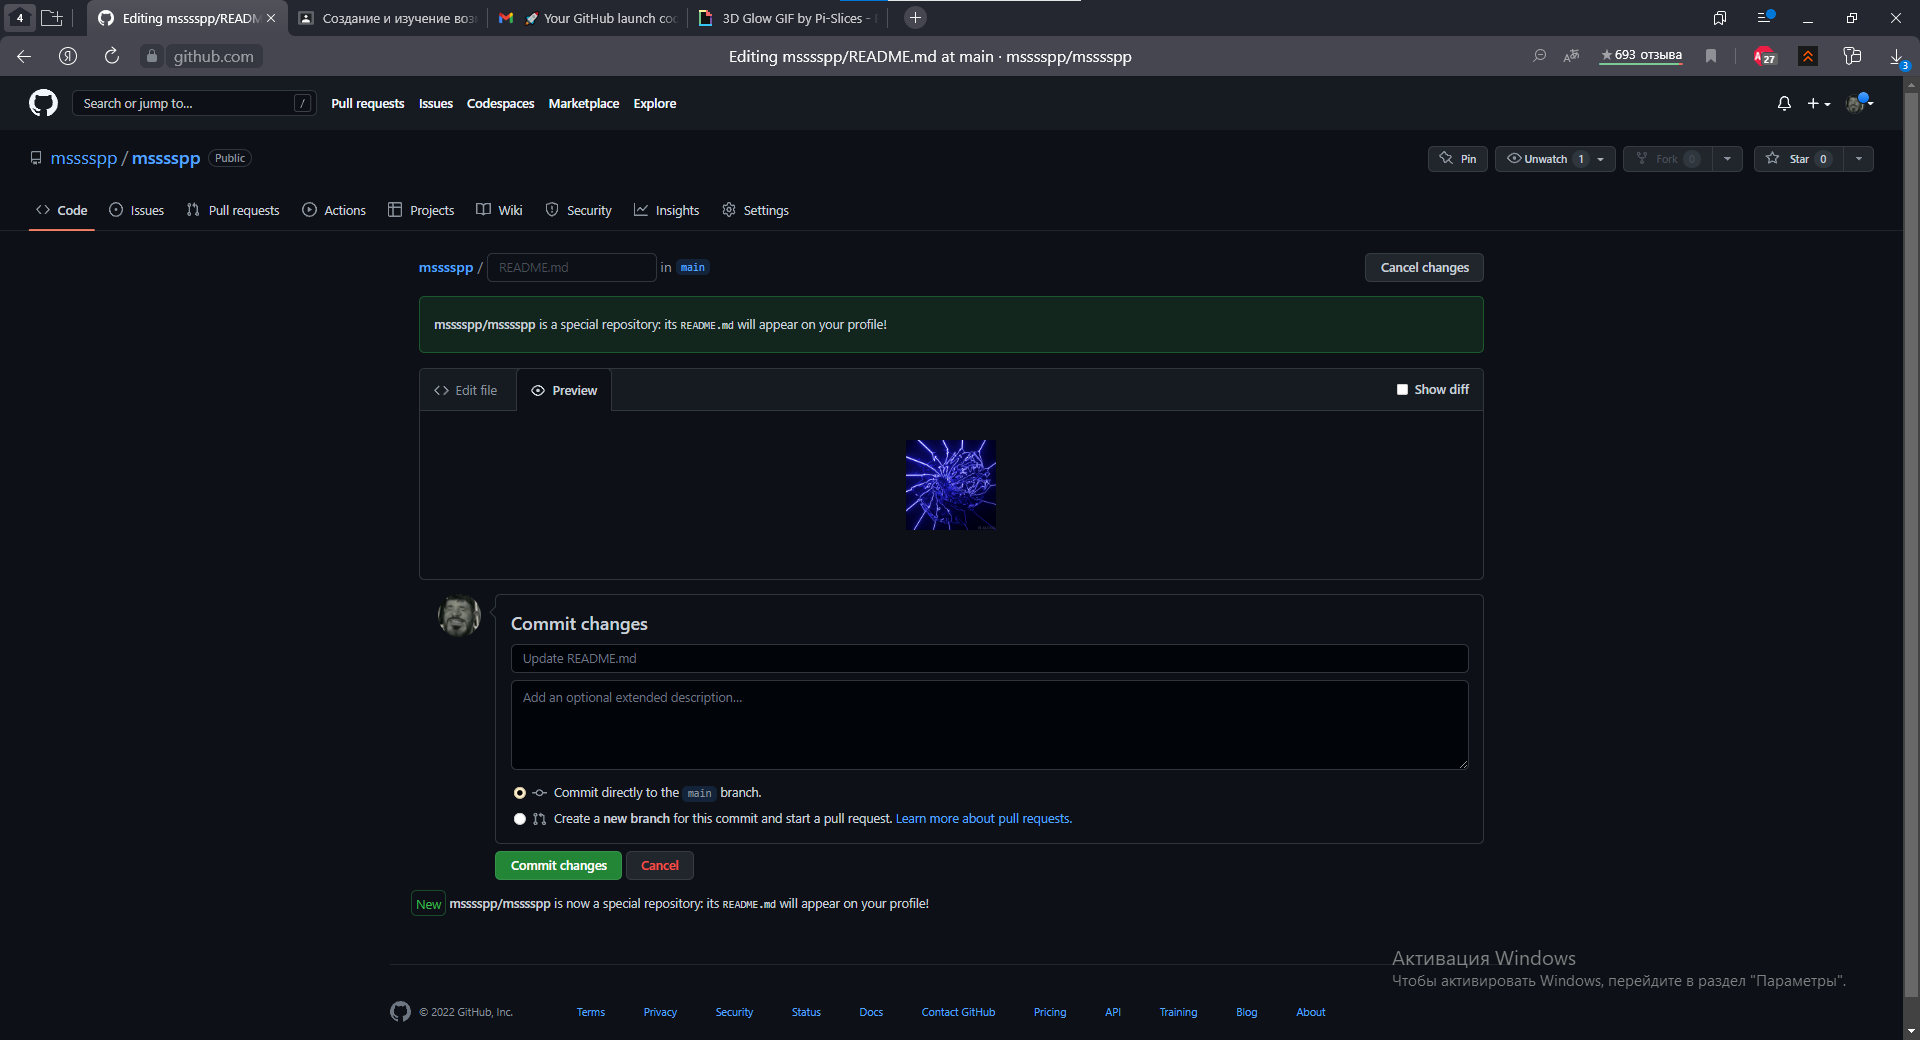 4
Editing msssspp/READM
Создание и изучение воз
🚀 Your GitHub launch co
3D Glow GIF by Pi-Slices -
Я
github.com
Editing msssspp/README.md at main · msssspp/msssspp
★693 отзыва
27
3
Search or jump to...
/
Pull requests
Issues
Codespaces
Marketplace
Explore
msssspp / msssspp
Public
Pin
Unwatch 1
Fork 0
Star 0
Code
Issues
Pull requests
Actions
Projects
Wiki
Security
Insights
Settings
msssspp / README.md in main
Cancel changes
msssspp/msssspp is a special repository: its README.md will appear on your profile!
Edit file
Preview
Show diff
Commit changes
Update README.md
Add an optional extended description...
Commit directly to the main branch.
Create a new branch for this commit and start a pull request. Learn more about pull requests.
Commit changes
Cancel
New msssspp/msssspp is now a special repository: its README.md will appear on your profile!
Активация Windows
Чтобы активировать Windows, перейдите в раздел "Параметры".
© 2022 GitHub, Inc.
Terms
Privacy
Security
Status
Docs
Contact GitHub
Pricing
API
Training
Blog
About